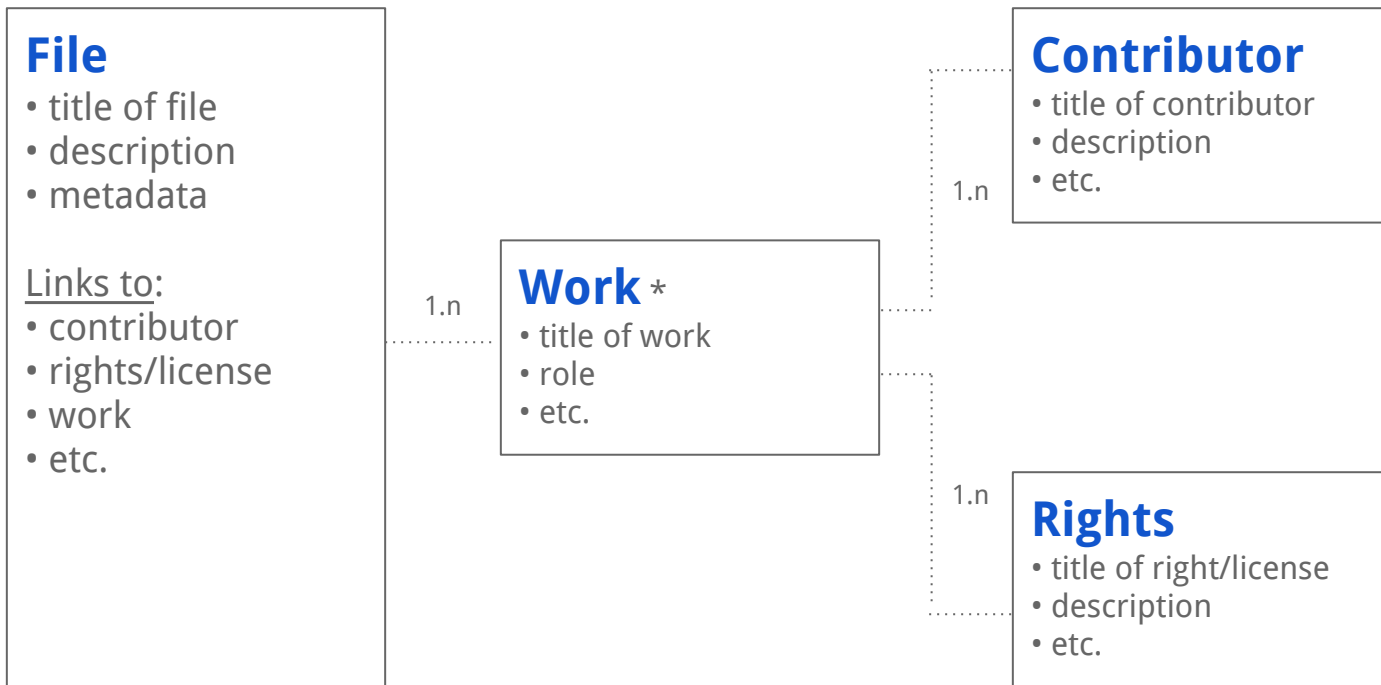 File
• title of file
• description
• metadata
Links to:
• contributor
• rights/license
• work
• etc.
1.n
Work *
• title of work
• role
• etc.
1.n
Contributor
• title of contributor
• description
• etc.
1.n
Rights
• title of right/license
• description
• etc.